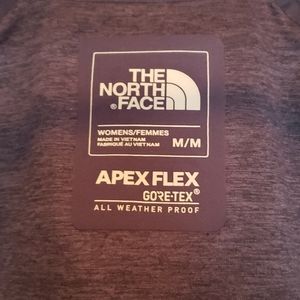 THE
NORTH
FACE
WOMENS/FEMMES
MADE IN VIETNAM
FABRIQUÉ AU VIETNAM
M/M
APEX FLEX
GORE-TEX®
ALL WEATHER PROOF